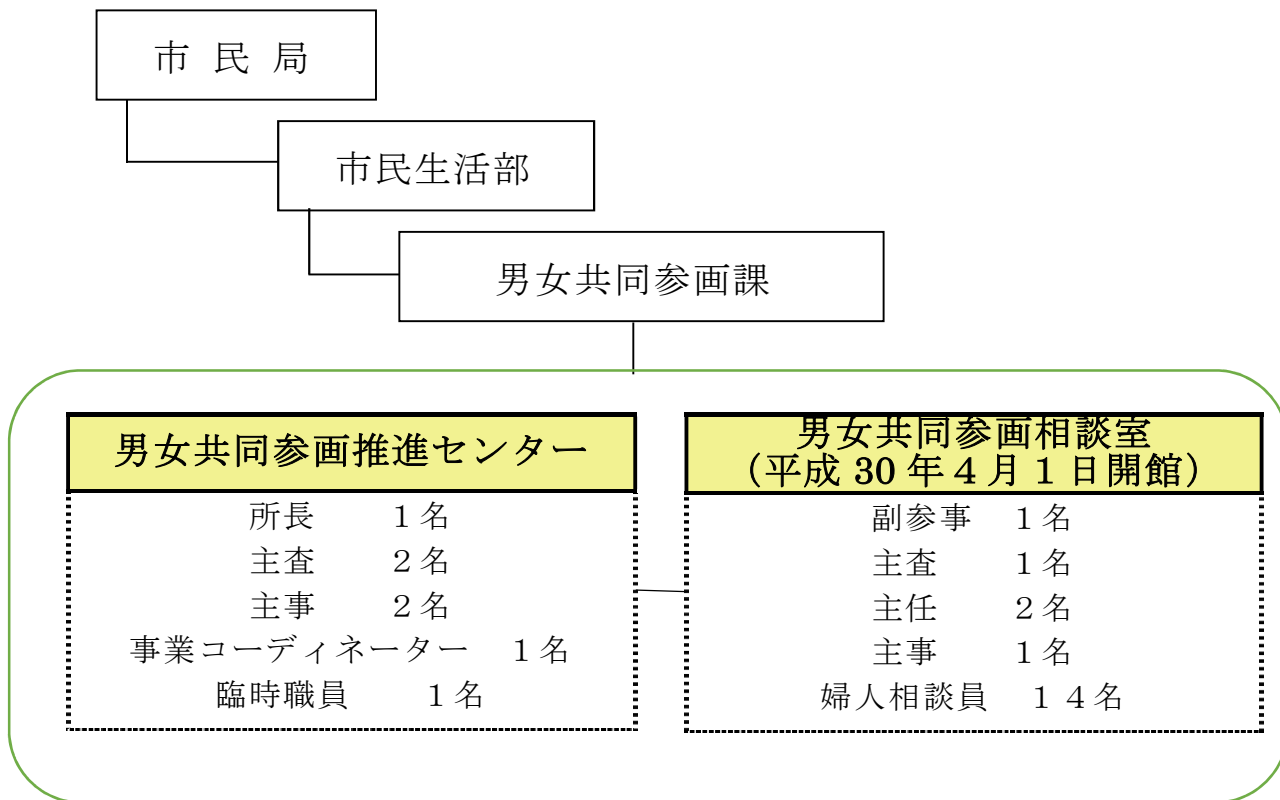 市 民 局
市民生活部
男女共同参画課
男女共同参画推進センター
所長　　１名
主査　　２名
主事　　２名
事業コーディネーター　１名
臨時職員　　１名
男女共同参画相談室
（平成 30 年４月１日開館）
副参事　１名
主査　　１名
主任　　２名
主事　　１名
婦人相談員　１４名